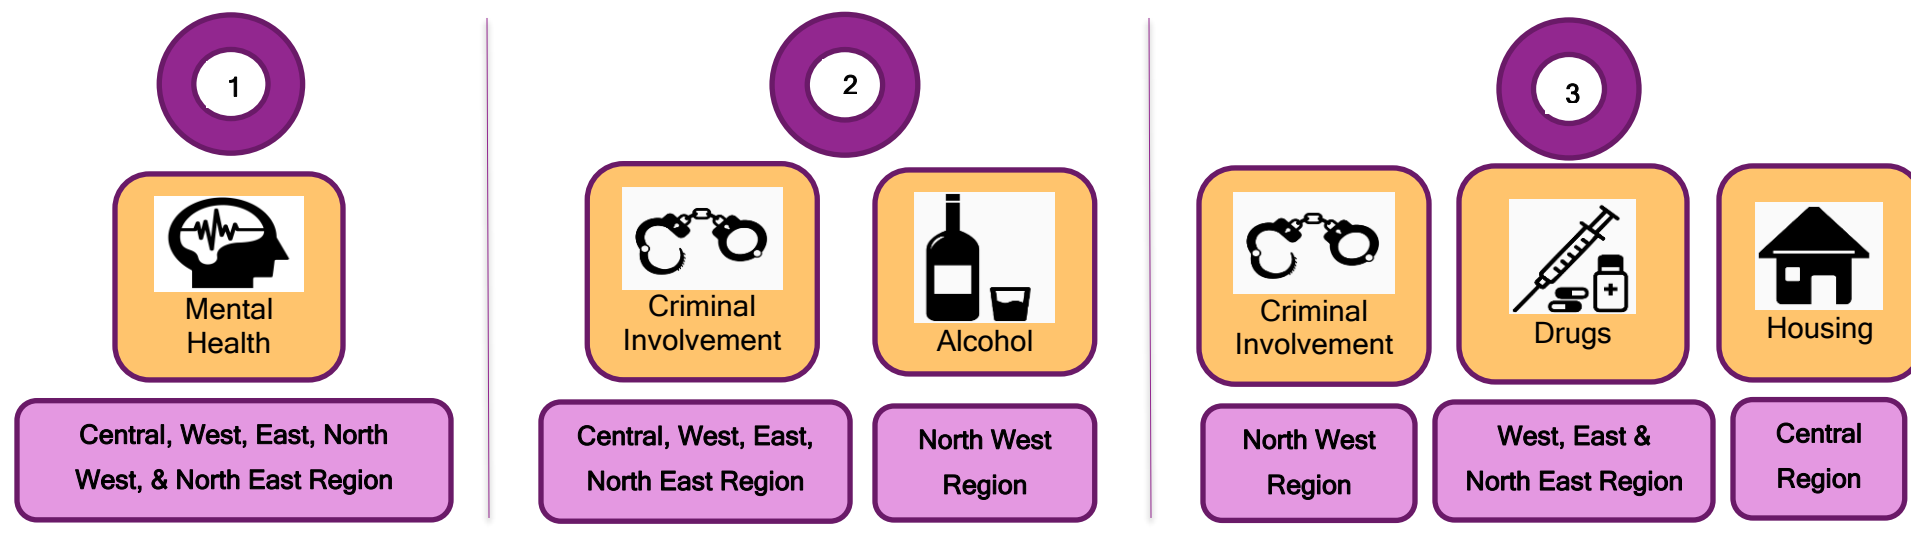 1
Mental
Health
Central, West, East, North
West, & North East Region
2
Criminal
Involvement
Central, West, East,
North East Region
Alcohol
North West
Region
3
Criminal
Involvement
North West
Region
Drugs
West, East &
North East Region
Housing
Central
Region